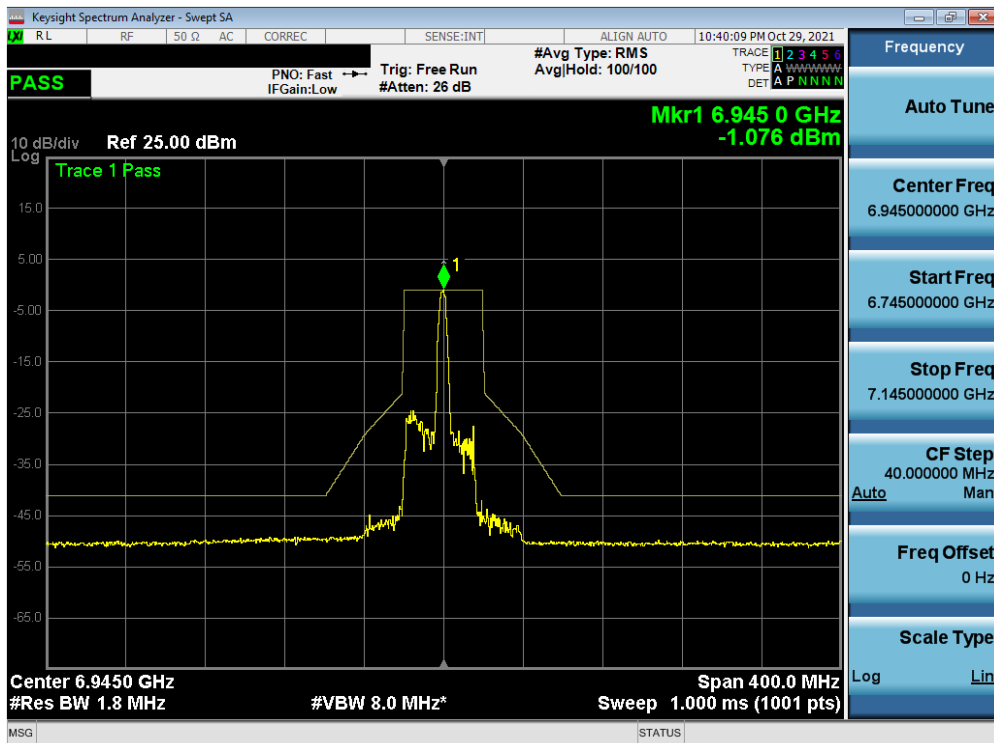 Keysight Spectrum Analyzer - Swept SA
LXI RL RF 50 Ω AC CORREC SENSE:INT ALIGN AUTO 10:40:09 PM Oct 29, 2021
PASS
PNO: Fast
IFGain:Low
Trig: Free Run
#Atten: 26 dB
#Avg Type: RMS
Avg|Hold: 100/100
TRACE 1 2 3 4 5 6
TYPE A WWWWW
DET A P N N N N
Mkr1 6.945 0 GHz
-1.076 dBm
10 dB/div Ref 25.00 dBm
Log
Trace 1 Pass
15.0
5.00
1
-5.00
-15.0
-25.0
-35.0
-45.0
-55.0
-65.0
Center 6.9450 GHz Span 400.0 MHz
#Res BW 1.8 MHz #VBW 8.0 MHz* Sweep 1.000 ms (1001 pts)
MSG STATUS
Frequency
Auto Tune
Center Freq
6.945000000 GHz
Start Freq
6.745000000 GHz
Stop Freq
7.145000000 GHz
CF Step
40.000000 MHz
Auto Man
Freq Offset
0 Hz
Scale Type
Log Lin